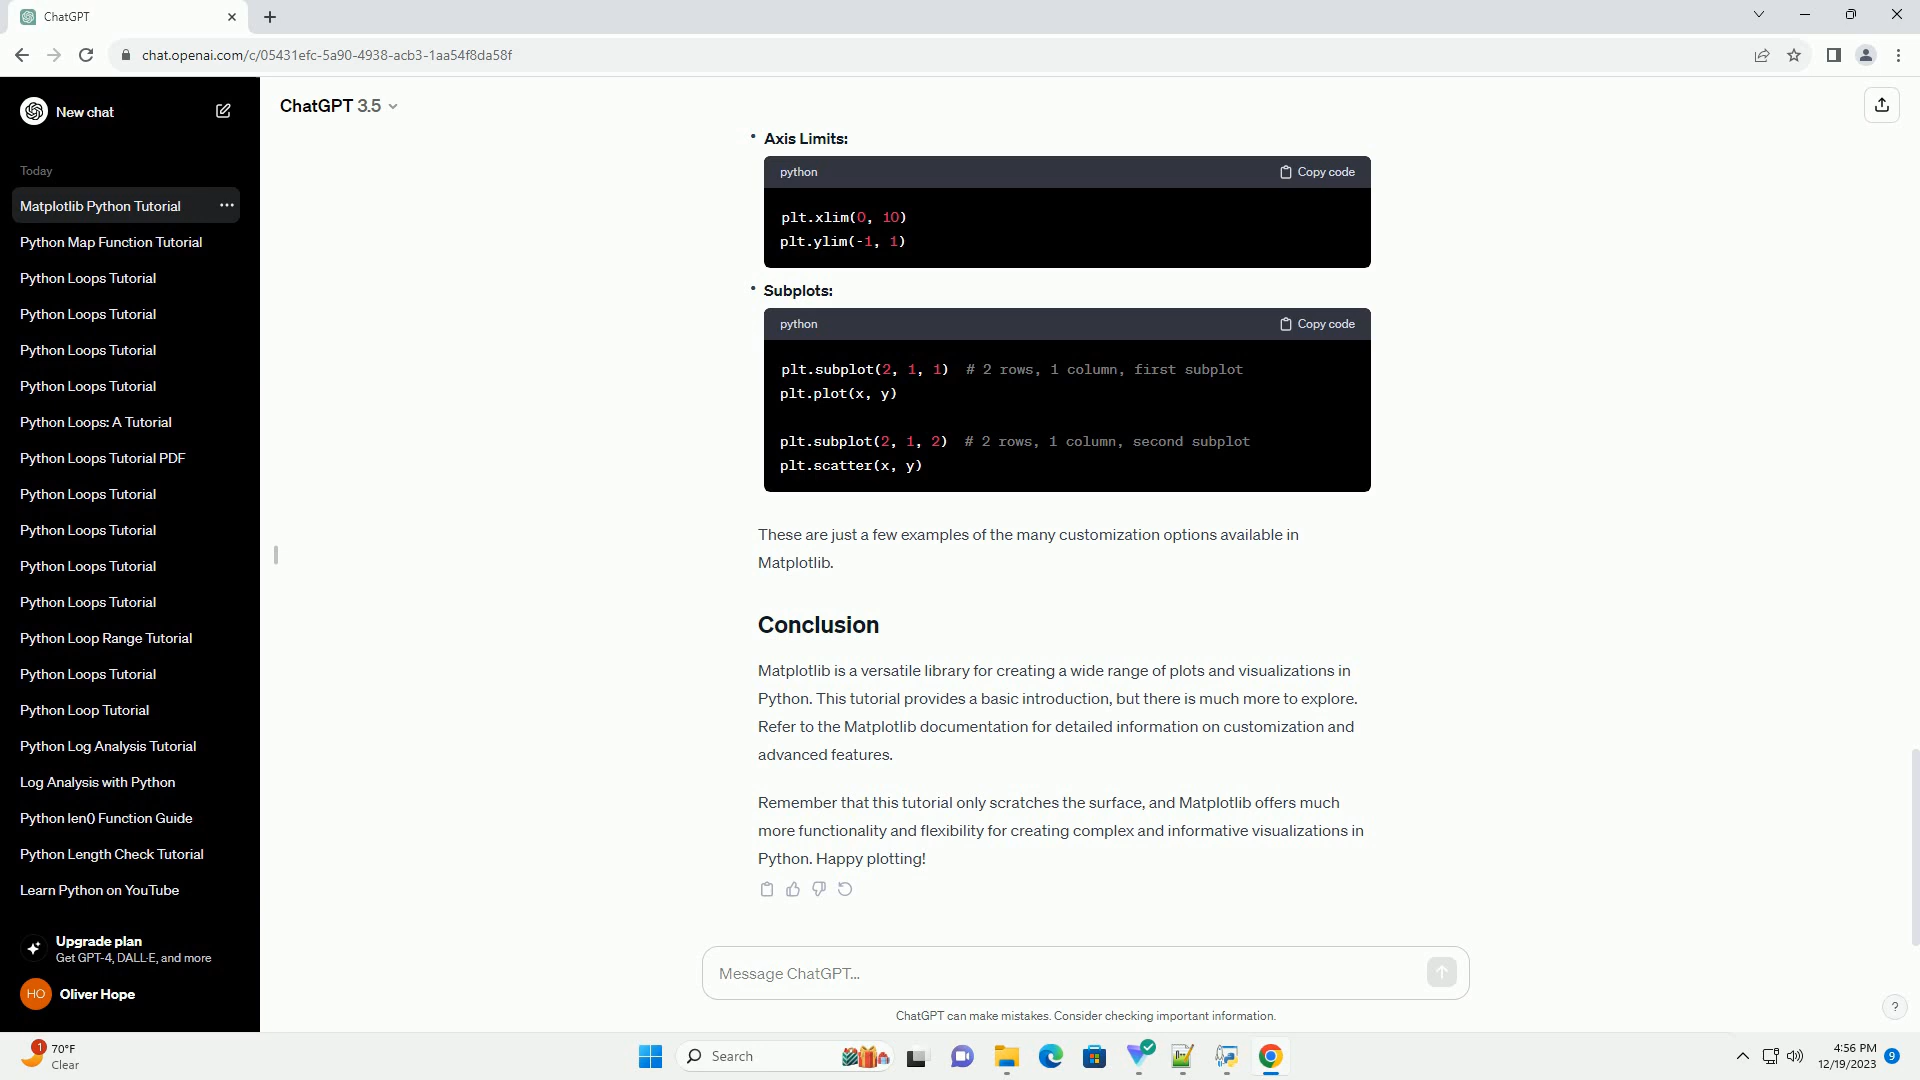 ChatGPT
chat.openai.com/c/05431efc-5a90-4938-acb3-1aa54f8da58f
New chat
Today
Matplotlib Python Tutorial
Python Map Function Tutorial
Python Loops Tutorial
Python Loops Tutorial
Python Loops Tutorial
Python Loops Tutorial
Python Loops: A Tutorial
Python Loops Tutorial PDF
Python Loops Tutorial
Python Loops Tutorial
Python Loops Tutorial
Python Loops Tutorial
Python Loop Range Tutorial
Python Loops Tutorial
Python Loop Tutorial
Python Log Analysis Tutorial
Log Analysis with Python
Python len() Function Guide
Python Length Check Tutorial
Learn Python on YouTube
Upgrade plan
Get GPT-4, DALL·E, and more
HO Oliver Hope
ChatGPT 3.5
• Axis Limits:
python Copy code
plt.xlim(0, 10)
plt.ylim(-1, 1)
• Subplots:
python Copy code
plt.subplot(2, 1, 1)  # 2 rows, 1 column, first subplot
plt.plot(x, y)
plt.subplot(2, 1, 2)  # 2 rows, 1 column, second subplot
plt.scatter(x, y)
These are just a few examples of the many customization options available in
Matplotlib.
Conclusion
Matplotlib is a versatile library for creating a wide range of plots and visualizations in
Python. This tutorial provides a basic introduction, but there is much more to explore.
Refer to the Matplotlib documentation for detailed information on customization and
advanced features.
Remember that this tutorial only scratches the surface, and Matplotlib offers much
more functionality and flexibility for creating complex and informative visualizations in
Python. Happy plotting!
Message ChatGPT...
ChatGPT can make mistakes. Consider checking important information.
?
1 70°F
Clear
Search
4:56 PM
12/19/2023 9